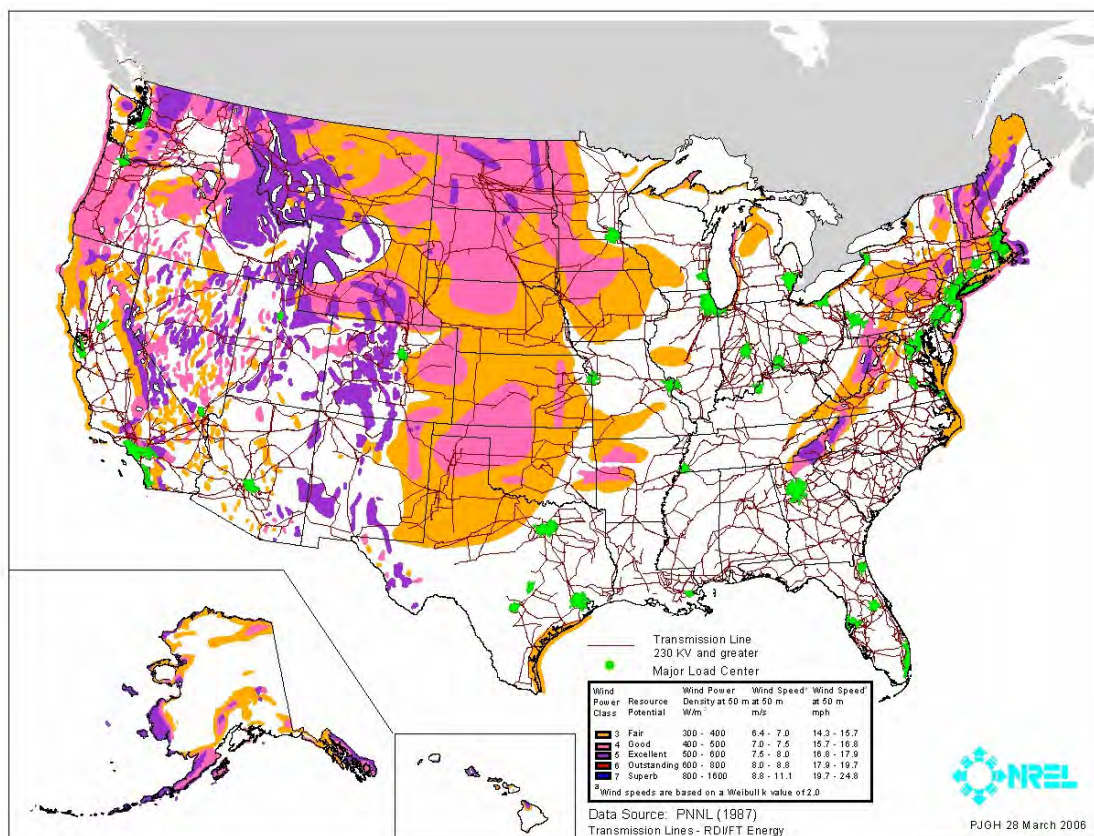 Transmission Line
230 KV and greater
Major Load Center
Wind Power Class Resource Potential Wind Power Density at 50 m W/m² Wind Speedᵃ at 50 m m/s Wind Speedᵃ at 50 m mph
3 Fair 300 - 400 6.4 - 7.0 14.3 - 15.7
4 Good 400 - 500 7.0 - 7.5 15.7 - 16.8
5 Excellent 500 - 600 7.5 - 8.0 16.8 - 17.9
6 Outstanding 600 - 800 8.0 - 8.8 17.9 - 19.7
7 Superb 800 - 1600 8.8 - 11.1 19.7 - 24.8
ᵃ Wind speeds are based on a Weibull k value of 2.0
Data Source: PNNL (1987)
Transmission Lines - RDI/FT Energy
NREL
PJGH 28 March 2006